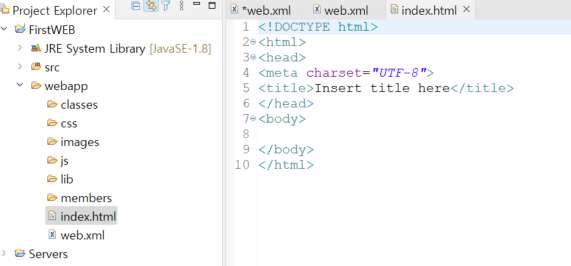 Project Explorer
FirstWEB
JRE System Library [JavaSE-1.8]
src
webapp
classes
css
images
js
lib
members
index.html
web.xml
Servers
*web.xml
web.xml
index.html
1 <!DOCTYPE html>
2 <html>
3 <head>
4 <meta charset="UTF-8">
5 <title>Insert title here</title>
6 </head>
7 <body>
8
9 </body>
10 </html>